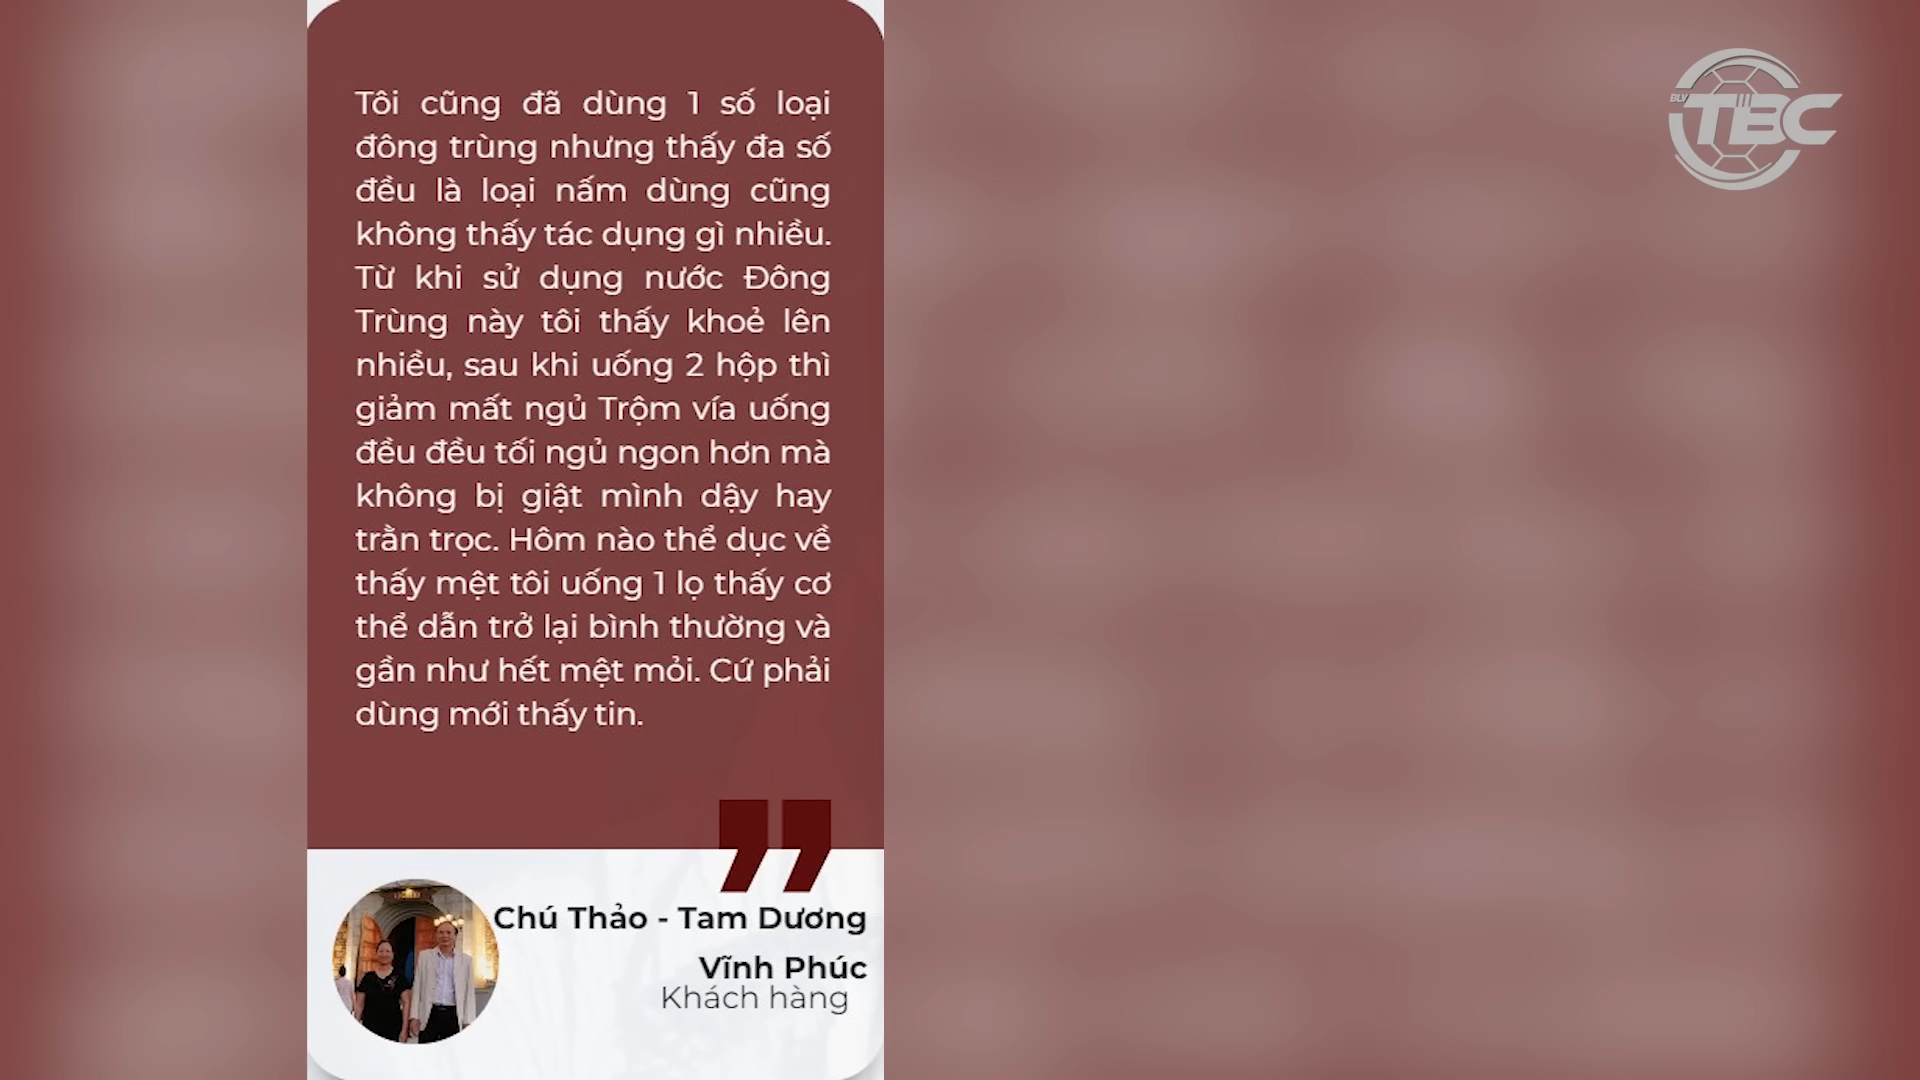 Tôi cũng đã dùng 1 số loại
đông trùng nhưng thấy đa số
đều là loại nấm dùng cũng
không thấy tác dụng gì nhiều.
Từ khi sử dụng nước Đông
Trùng này tôi thấy khoẻ lên
nhiều, sau khi uống 2 hộp thì
giảm mất ngủ Trộm vía uống
đều đều tối ngủ ngon hơn mà
không bị giật mình dậy hay
trằn trọc. Hôm nào thể dục về
thấy mệt tôi uống 1 lọ thấy cơ
thể dẫn trở lại bình thường và
gần như hết mệt mỏi. Cứ phải
dùng mới thấy tin.
”
Chú Thảo - Tam Dương
Vĩnh Phúc
Khách hàng
BLV TBC